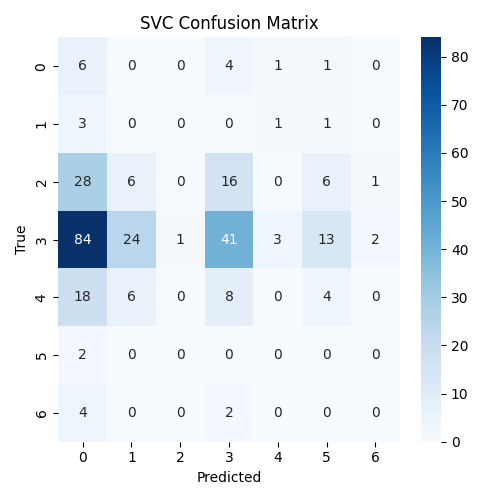 SVC Confusion Matrix
True
0 6 0 0 4 1 1 0
1 3 0 0 0 1 1 0
2 28 6 0 16 0 6 1
3 84 24 1 41 3 13 2
4 18 6 0 8 0 4 0
5 2 0 0 0 0 0 0
6 4 0 0 2 0 0 0
0 1 2 3 4 5 6
Predicted
80
70
60
50
40
30
20
10
0